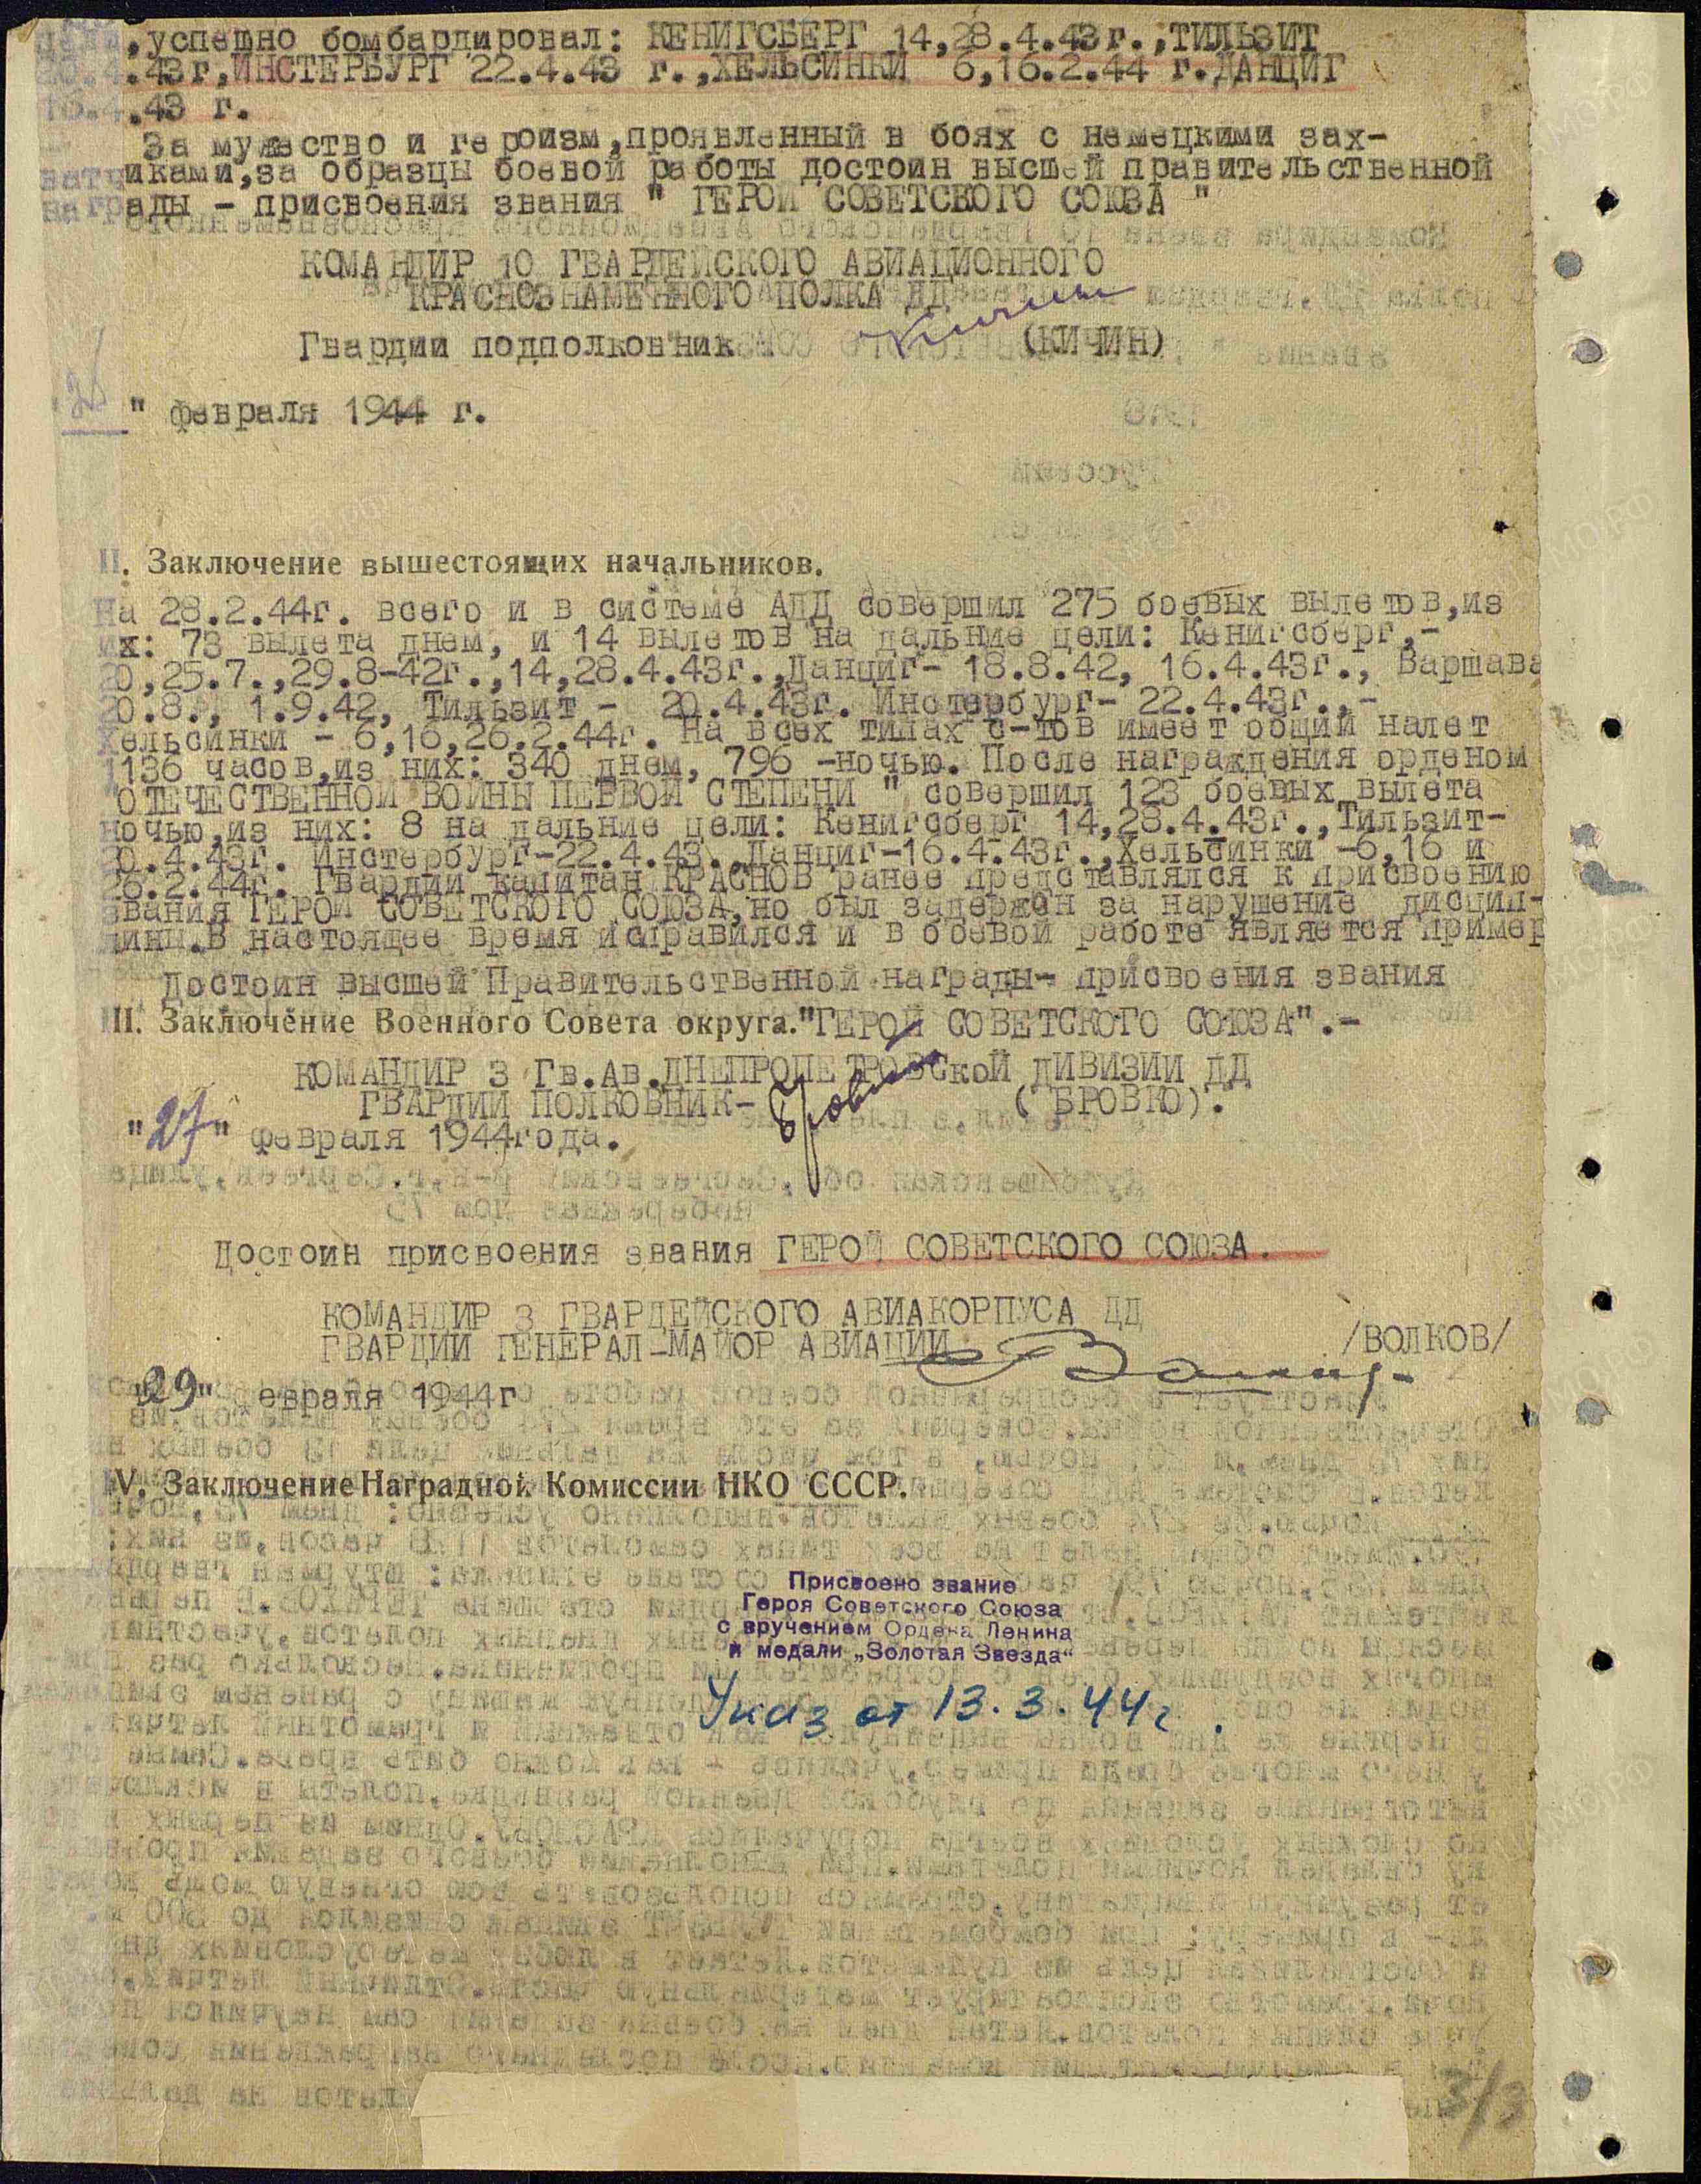 цели, успешно бомбардировал: КЕНИГСБЕРГ 14,28.4.43г.,ТИЛЬЗИТ
20.4.43г,ИНСТЕРБУРГ 22.4.43 г.,ХЕЛЬСИНКИ 6,16.2.44 г.ДАНЦИГ
16.4.43 г.
За мужество и героизм,проявленный в боях с немецкими зах-
ватчиками,за образцы боевой работы достоин высшей правительственной
награды - присвоения звания " ГЕРОЙ СОВЕТСКОГО СОЮЗА "
КОМАНДИР 10 ГВАРДЕЙСКОГО АВИАЦИОННОГО
КРАСНОЗНАМЕННОГО ПОЛКА ДД
Гвардии подполковник (КИЧИН)
" февраля 1944 г.
II. Заключение вышестоящих начальников.
На 28.2.44г. всего и в системе АДД совершил 275 боевых вылетов,из
их: 73 вылета днем, и 14 вылетов на дальние цели: Кенигсберг,-
20,25.7.,29.8-42г.,14,28.4.43г.,Данциг- 18.8.42, 16.4.43г., Варшава
20.8., 1.9.42, Тильзит - 20.4.43г. Инстербург- 22.4.43г.,-
Хельсинки - 6,16,26.2.44г. На всех типах с-тов имеет общий налет
1136 часов,из них: 340 днем, 796 -ночью. После награждения орденом
"ОТЕЧЕСТВЕННОЙ ВОЙНЫ ПЕРВОЙ СТЕПЕНИ " совершил 123 боевых вылета
ночью,из них: 8 на дальние цели: Кенигсберг 14,28.4.43г.,Тильзит-
20.4.43г. Инстербург-22.4.43.,Данциг-16.4.43г.,Хельсинки -6,16 и
26.2.44г. Гвардии капитан КРАСНОВ ранее представлялся к присвоению
звания ГЕРОЙ СОВЕТСКОГО СОЮЗА,но был задержан за нарушение дисцип-
лины.В настоящее время исправился и в боевой работе является пример
Достоин высшей Правительственной награды- присвоения звания
III. Заключение Военного Совета округа."ГЕРОЙ СОВЕТСКОГО СОЮЗА".-
КОМАНДИР 3 Гв.Ав.ДНЕПРОПЕТРОВСКОЙ ДИВИЗИИ ДД
ГВАРДИИ ПОЛКОВНИК- (БРОВКО).
"27" февраля 1944года.
Достоин присвоения звания ГЕРОЙ СОВЕТСКОГО СОЮЗА.
КОМАНДИР 3 ГВАРДЕЙСКОГО АВИАКОРПУСА ДД
ГВАРДИИ ГЕНЕРАЛ-МАЙОР АВИАЦИИ /ВОЛКОВ/
"29" февраля 1944г
V. Заключение Наградной Комиссии НКО СССР.
Присвоено звание
Героя Советского Союза
с вручением Ордена Ленина
и медали „Золотая Звезда“
Указ от 13.3.44г.
3/3